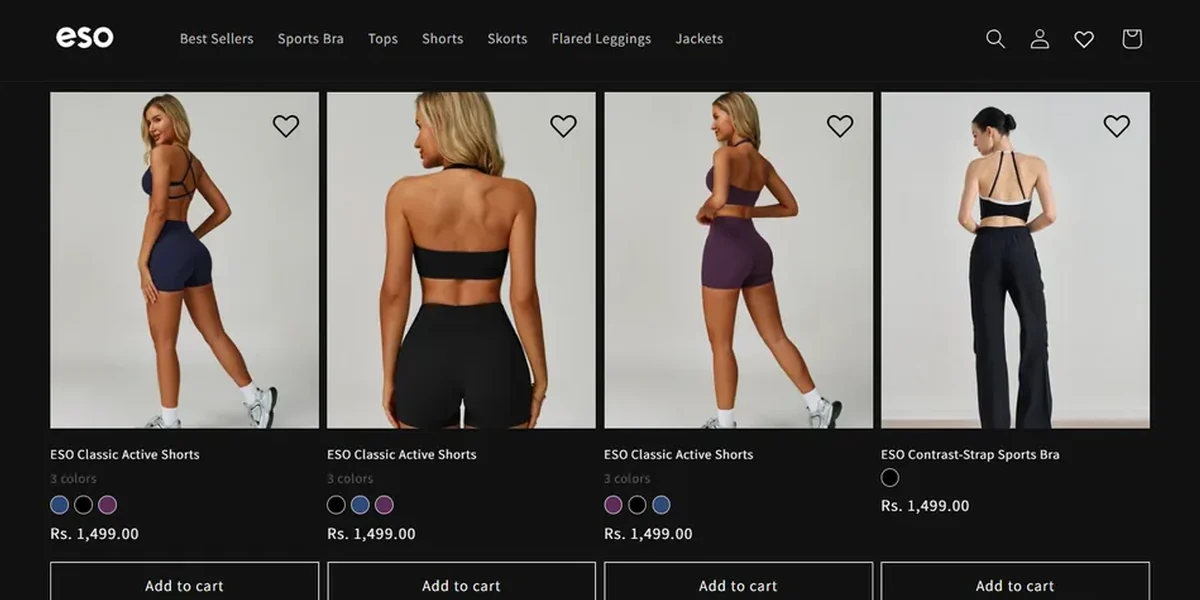 eso
Best Sellers Sports Bra Tops Shorts Skorts Flared Leggings Jackets
ESO Classic Active Shorts
3 colors
Rs. 1,499.00
Add to cart
ESO Classic Active Shorts
3 colors
Rs. 1,499.00
Add to cart
ESO Classic Active Shorts
3 colors
Rs. 1,499.00
Add to cart
ESO Contrast-Strap Sports Bra
Rs. 1,499.00
Add to cart